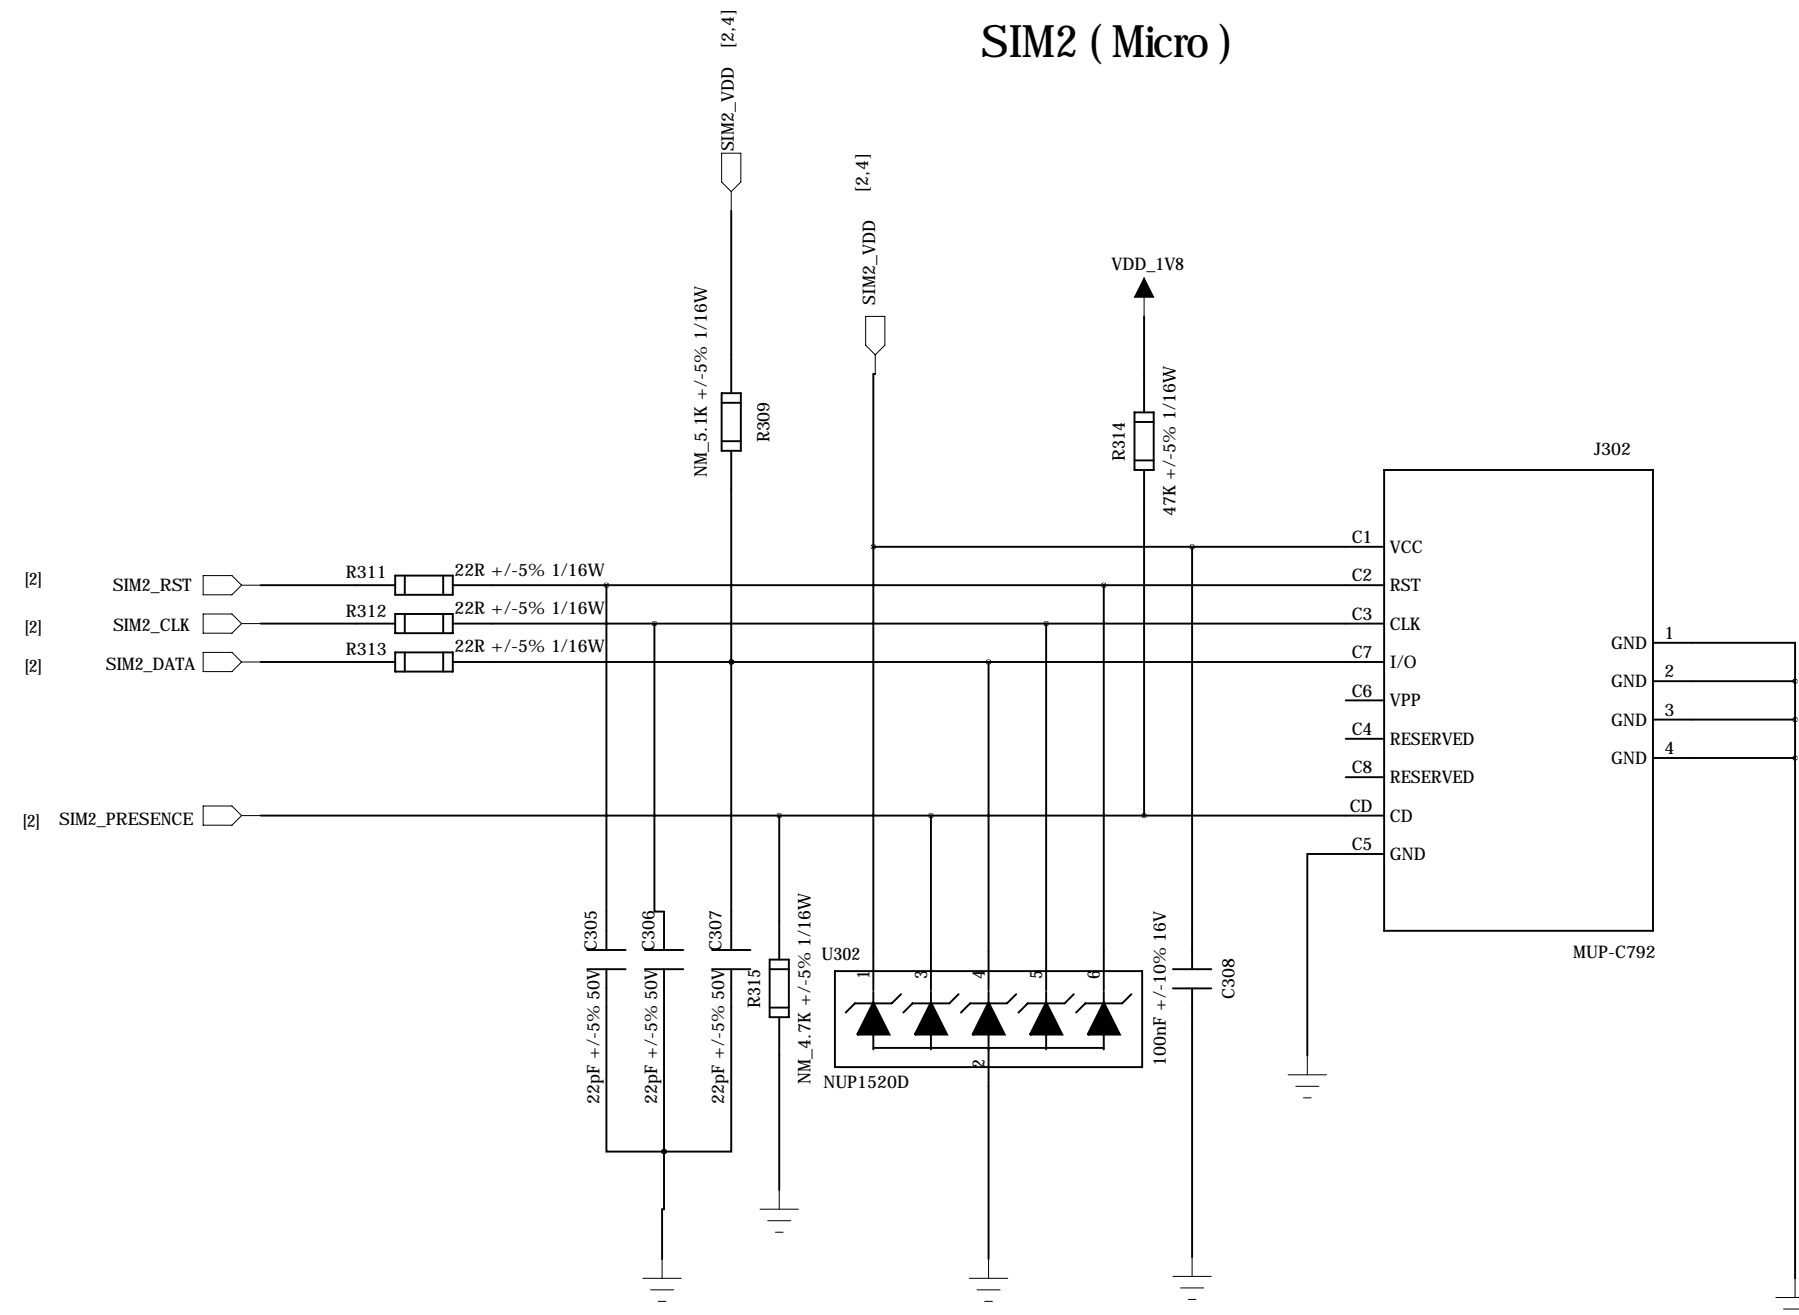 SIM2 ( Micro )
[2,4]
SIM2_VDD
[2,4]
SIM2_VDD
VDD_1V8
NM_5.1K +/-5% 1/16W
R309
R314
47K +/-5% 1/16W
J302
C1 VCC
[2] SIM2_RST R311 22R +/-5% 1/16W C2 RST
[2] SIM2_CLK R312 22R +/-5% 1/16W C3 CLK
[2] SIM2_DATA R313 22R +/-5% 1/16W C7 I/O
C6 VPP
C4 RESERVED
C8 RESERVED
[2] SIM2_PRESENCE CD CD
C5 GND
GND 1
GND 2
GND 3
GND 4
MUP-C792
C305
22pF +/-5% 50V
C306
22pF +/-5% 50V
C307
22pF +/-5% 50V
R315
NM_4.7K +/-5% 1/16W
U302
1 3 4 5 6
2
NUP1520D
100nF +/-10% 16V
C308